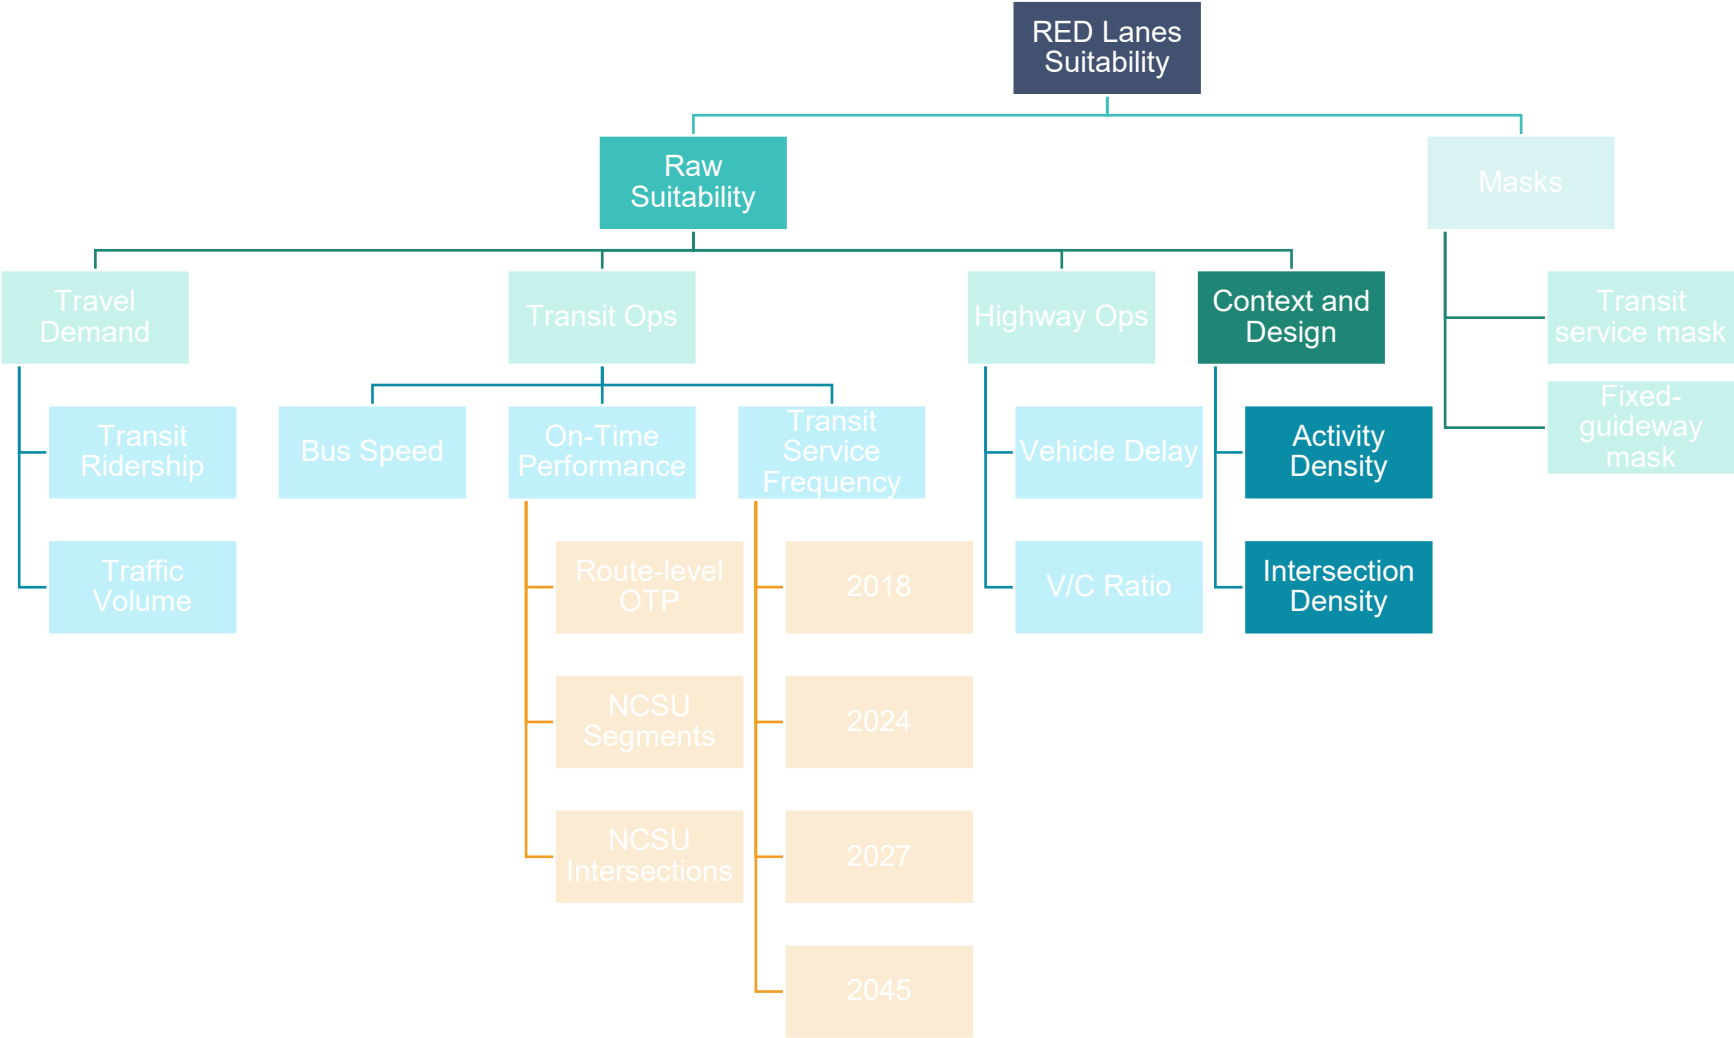 RED Lanes
Suitability
Raw
Suitability
Masks
Travel
Demand
Transit Ops
Highway Ops
Context and
Design
Transit
service mask
Fixed-
guideway
mask
Transit
Ridership
Bus Speed
On-Time
Performance
Transit
Service
Frequency
Vehicle Delay
Activity
Density
Traffic
Volume
Route-level
OTP
2018
V/C Ratio
Intersection
Density
NCSU
Segments
2024
NCSU
Intersections
2027
2045